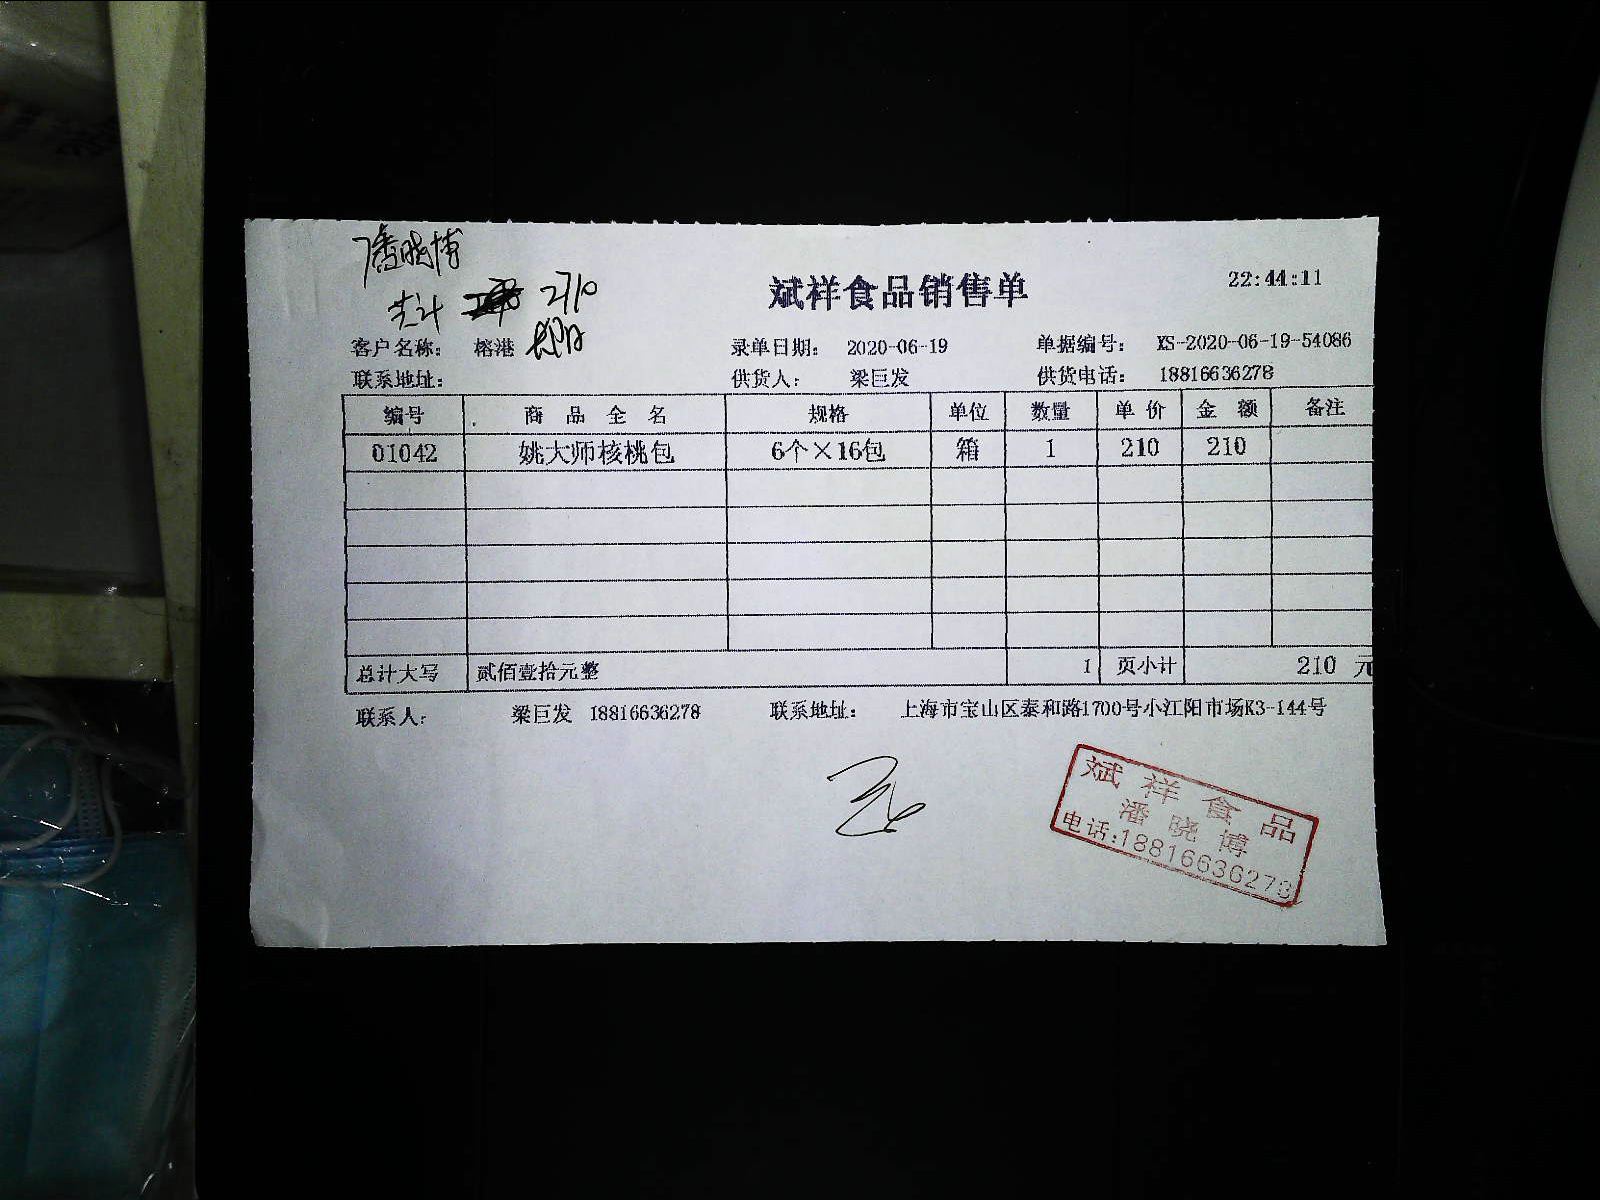 潘晓博
共计 210
斌祥食品销售单
22:44:11
客户名称： 榕港
录单日期： 2020-06-19
单据编号： XS-2020-06-19-54086
联系地址：
供货人： 梁巨发
供货电话： 18816636278
编号 商品全名 规格 单位 数量 单价 金额 备注
01042 姚大师核桃包 6个×16包 箱 1 210 210
总计大写 贰佰壹拾元整 1 页小计 210 元
联系人： 梁巨发 18816636278 联系地址： 上海市宝山区泰和路1700号小江阳市场K3-144号
斌祥食品
潘晓博
电话:18816636278